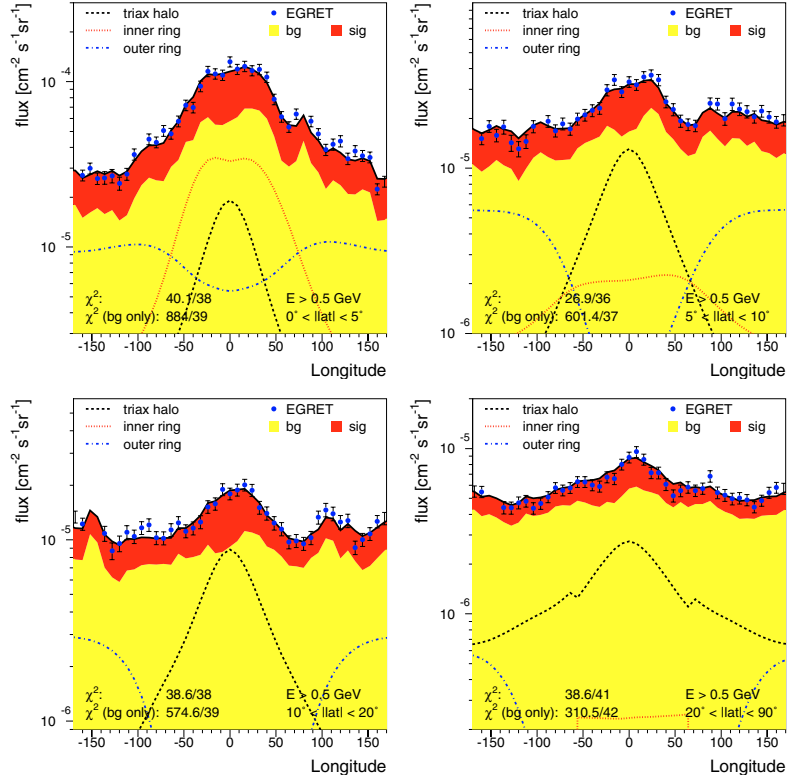 triax halo EGRET
inner ring bg sig
outer ring
flux [cm⁻² s⁻¹sr⁻¹]
10⁻⁴
10⁻⁵
χ²: 40.1/38 E > 0.5 GeV
χ² (bg only): 884/39 0° < |lat| < 5°
-150 -100 -50 0 50 100 150
Longitude
triax halo EGRET
inner ring bg sig
outer ring
flux [cm⁻² s⁻¹sr⁻¹]
10⁻⁵
10⁻⁶
χ²: 26.9/36 E > 0.5 GeV
χ² (bg only): 601.4/37 5° < |lat| < 10°
-150 -100 -50 0 50 100 150
Longitude
triax halo EGRET
inner ring bg sig
outer ring
flux [cm⁻² s⁻¹sr⁻¹]
10⁻⁵
10⁻⁶
χ²: 38.6/38 E > 0.5 GeV
χ² (bg only): 574.6/39 10° < |lat| < 20°
-150 -100 -50 0 50 100 150
Longitude
triax halo EGRET
inner ring bg sig
outer ring
flux [cm⁻² s⁻¹sr⁻¹]
10⁻⁵
10⁻⁶
χ²: 38.6/41 E > 0.5 GeV
χ² (bg only): 310.5/42 20° < |lat| < 90°
-150 -100 -50 0 50 100 150
Longitude